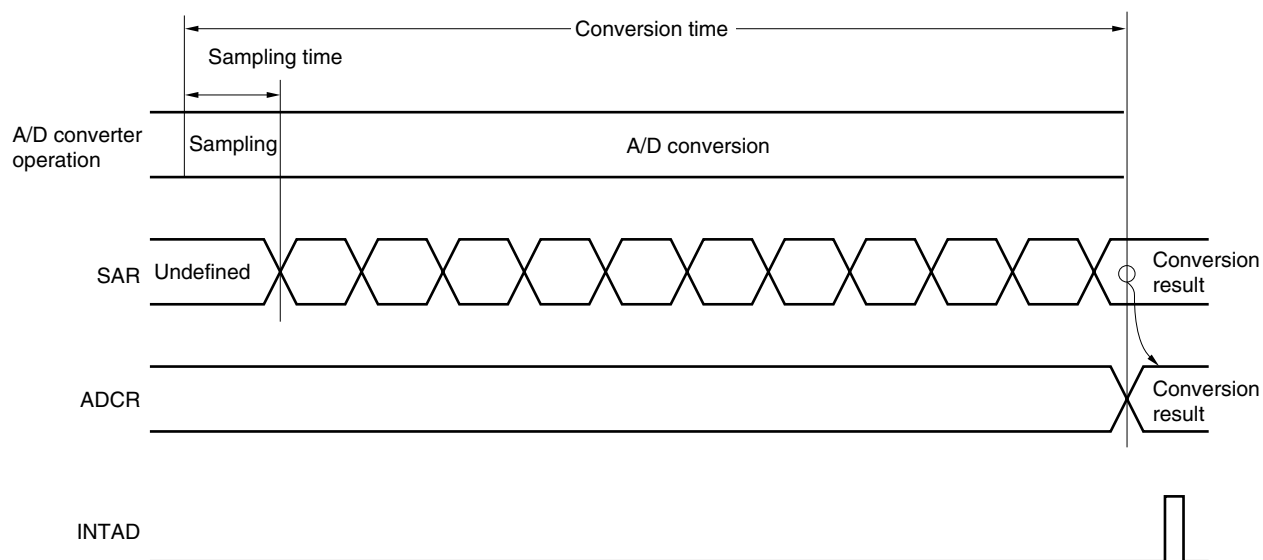 Conversion time
Sampling time
A/D converter
operation
Sampling
A/D conversion
SAR
Undefined
Conversion
result
ADCR
Conversion
result
INTAD